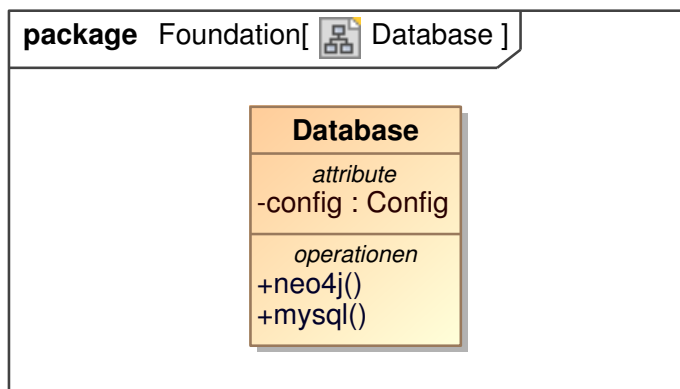 package Foundation[ Database ]
Database
attribute
-config : Config
operationen
+neo4j()
+mysql()